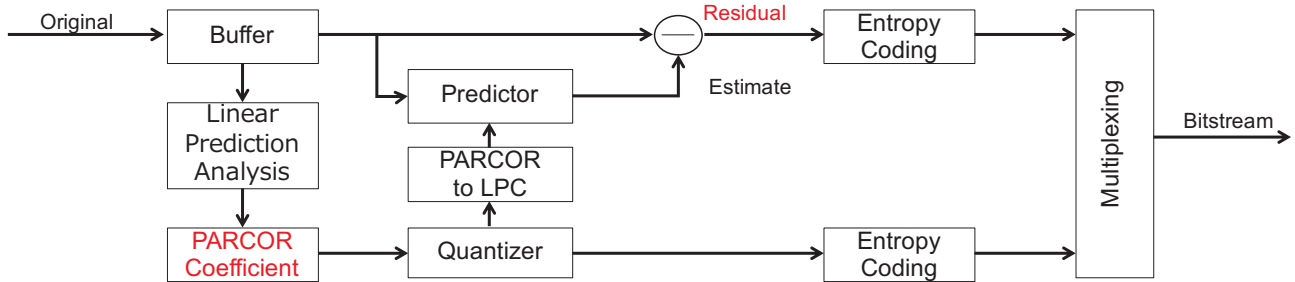 Original
Buffer
Residual
Entropy
Coding
Predictor
Estimate
Linear
Prediction
Analysis
PARCOR
to LPC
Multiplexing
Bitstream
PARCOR
Coefficient
Quantizer
Entropy
Coding